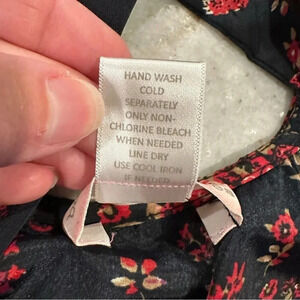 HAND WASH
COLD
SEPARATELY
ONLY NON-
CHLORINE BLEACH
WHEN NEEDED
LINE DRY
USE COOL IRON
IF NEEDED